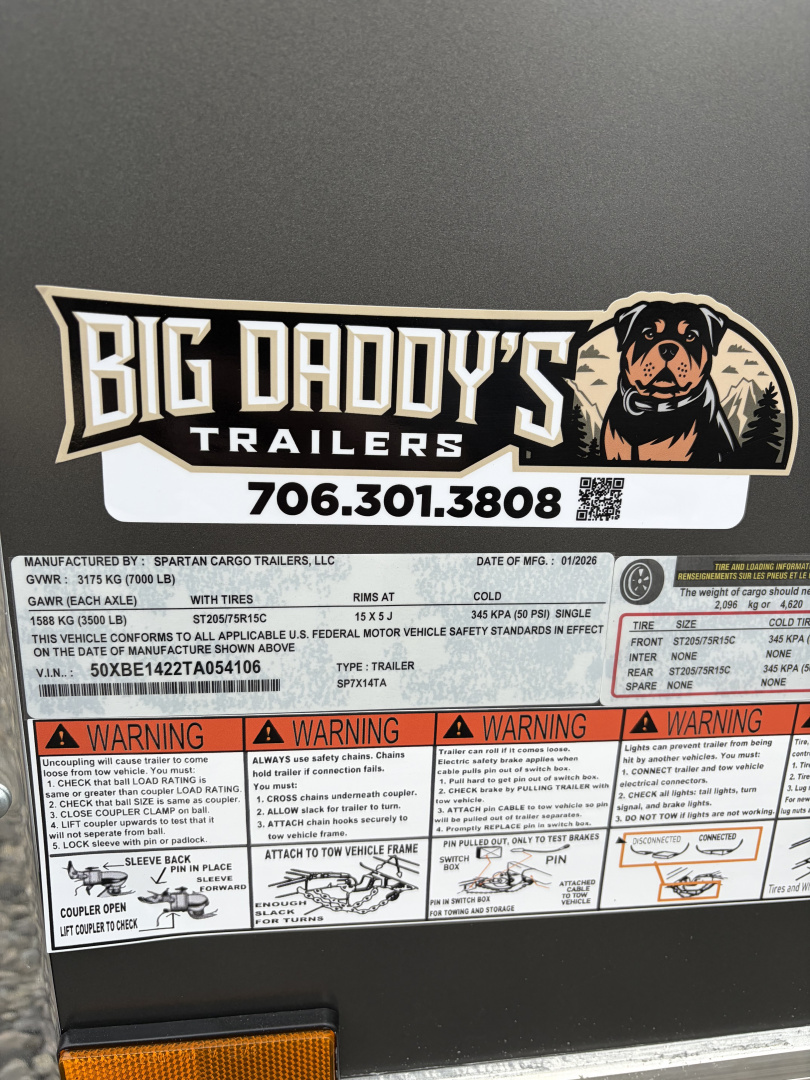 BIG DADDY'S
TRAILERS
706.301.3808
MANUFACTURED BY : SPARTAN CARGO TRAILERS, LLC DATE OF MFG. : 01/2026
GVWR : 3175 KG (7000 LB)
GAWR (EACH AXLE) WITH TIRES RIMS AT COLD
1588 KG (3500 LB) ST205/75R15C 15 X 5 J 345 KPA (50 PSI) SINGLE
THIS VEHICLE CONFORMS TO ALL APPLICABLE U.S. FEDERAL MOTOR VEHICLE SAFETY STANDARDS IN EFFECT
ON THE DATE OF MANUFACTURE SHOWN ABOVE
V.I.N.. : 50XBE1422TA054106 TYPE : TRAILER
SP7X14TA
TIRE AND LOADING
RENSEIGNEMENTS SUR LES PNEUS ET LE
The weight of cargo should
2,096 kg or 4,620
TIRE SIZE COLD
FRONT ST205/75R15C 345 KPA
INTER NONE NONE
REAR ST205/75R15C 345 KPA
SPARE NONE NONE
WARNING
Uncoupling will cause trailer to come
loose from tow vehicle. You must:
1. CHECK that ball LOAD RATING is
same or greater than coupler LOAD RATING.
2. CHECK that ball SIZE is same as coupler.
3. CLOSE COUPLER CLAMP on ball.
4. LIFT coupler upwards to test that it
will not seperate from ball.
5. LOCK sleeve with pin or padlock.
SLEEVE BACK
PIN IN PLACE
SLEEVE
FORWARD
COUPLER OPEN
LIFT COUPLER TO CHECK
WARNING
ALWAYS use safety chains. Chains
hold trailer if connection fails.
You must:
1. CROSS chains underneath coupler.
2. ALLOW slack for trailer to turn.
3. ATTACH chain hooks securely to
tow vehicle frame.
ATTACH TO TOW VEHICLE FRAME
ENOUGH
SLACK
FOR TURNS
WARNING
Trailer can roll if it comes loose.
Electric safety brake applies when
cable pulls pin out of switch box.
1. Pull hard to get pin out of switch box.
2. CHECK brake by PULLING TRAILER with
tow vehicle.
3. ATTACH pin CABLE to tow vehicle so pin
will be pulled out of trailer separates.
4. Promptly REPLACE pin in switch box.
PIN PULLED OUT, ONLY TO TEST BRAKES
SWITCH
BOX
PIN
ATTACHED
CABLE
TO TOW
VEHICLE
PIN IN SWITCH BOX
FOR TOWING AND STORAGE
WARNING
Lights can prevent trailer from being
hit by another vehicles. You must:
1. CONNECT trailer and tow vehicle
electrical connectors.
2. CHECK all lights: tail lights, turn
signal, and brake lights.
3. DO NOT TOW if lights are not working.
DISCONNECTED CONNECTED
Tire,
1. Tire
2. Tire
3. Lug
For new
lug nuts
Tires and